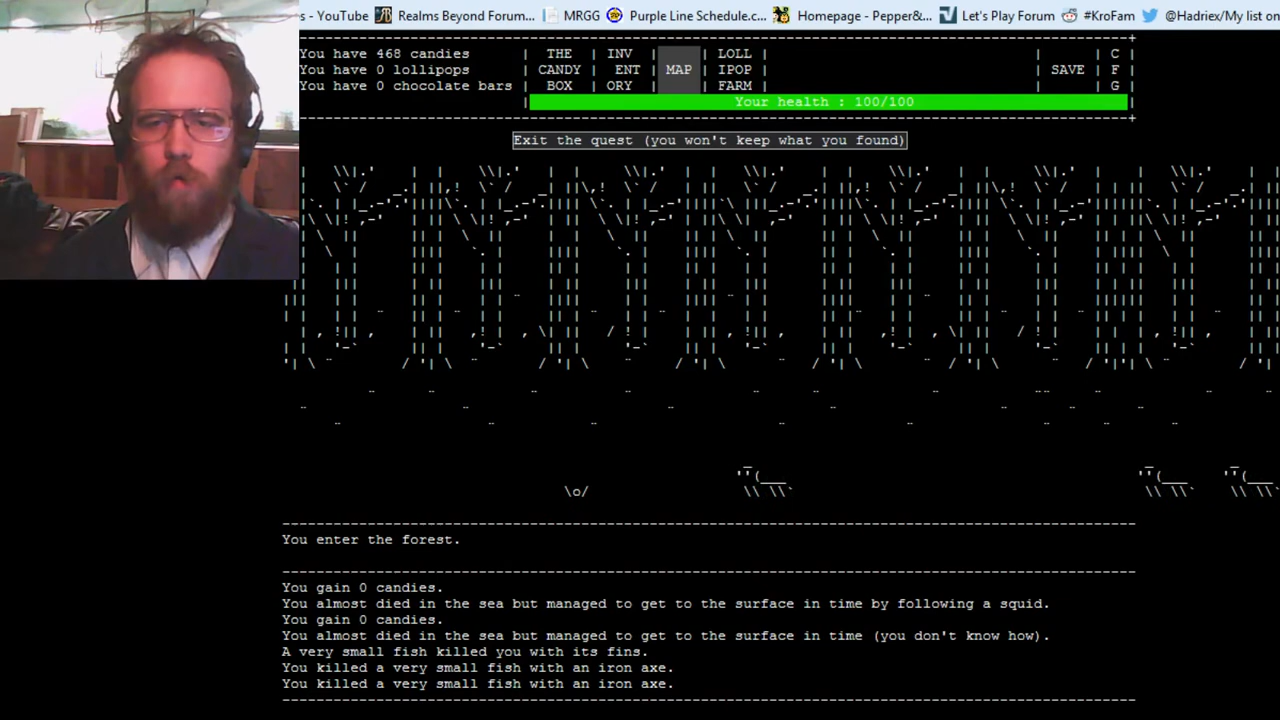 s - YouTube Realms Beyond Forum... MRGG Purple Line Schedule.c... Homepage - Pepper&... Let's Play Forum #KroFam @Hadriex/My list on
You have 468 candies | THE | INV | | LOLL | | | C |
You have 0 lollipops | CANDY | ENT | MAP | IPOP | | SAVE | F |
You have 0 chocolate bars | BOX | ORY | | FARM | | | G |
Your health : 100/100
Exit the quest (you won't keep what you found)
\o/
You enter the forest.
You gain 0 candies.
You almost died in the sea but managed to get to the surface in time by following a squid.
You gain 0 candies.
You almost died in the sea but managed to get to the surface in time (you don't know how).
A very small fish killed you with its fins.
You killed a very small fish with an iron axe.
You killed a very small fish with an iron axe.